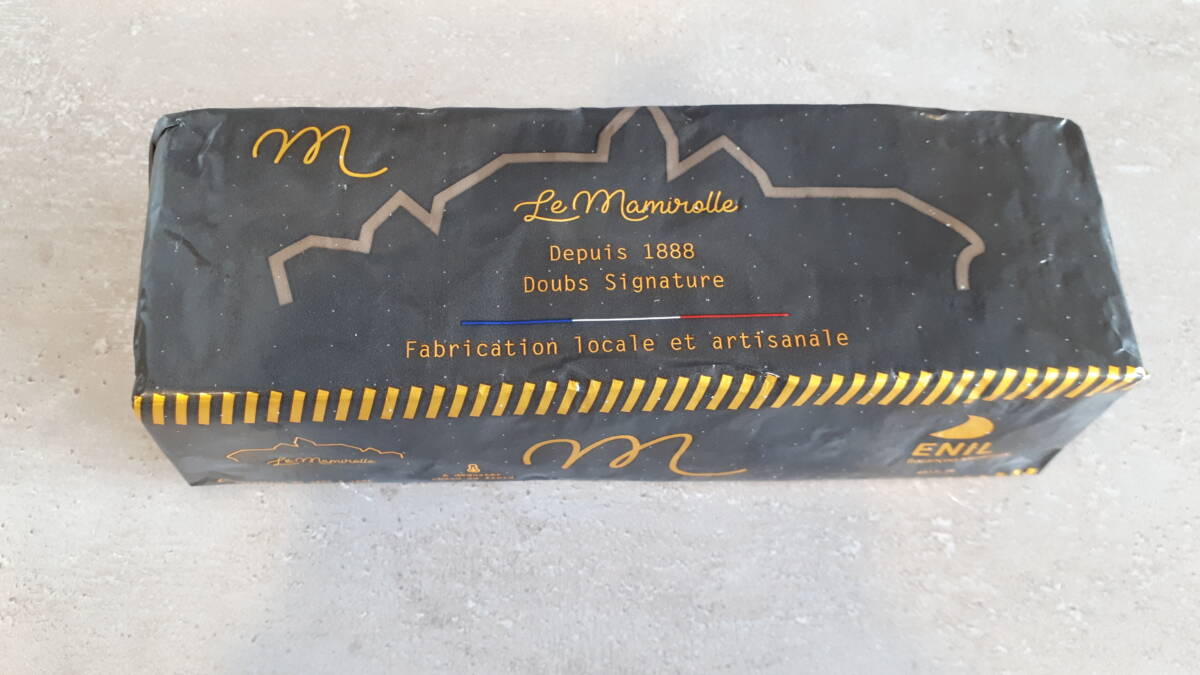 m
Le Mamirolle
Depuis 1888
Doubs Signature
Fabrication locale et artisanale
Le Mamirolle
m
ENIL